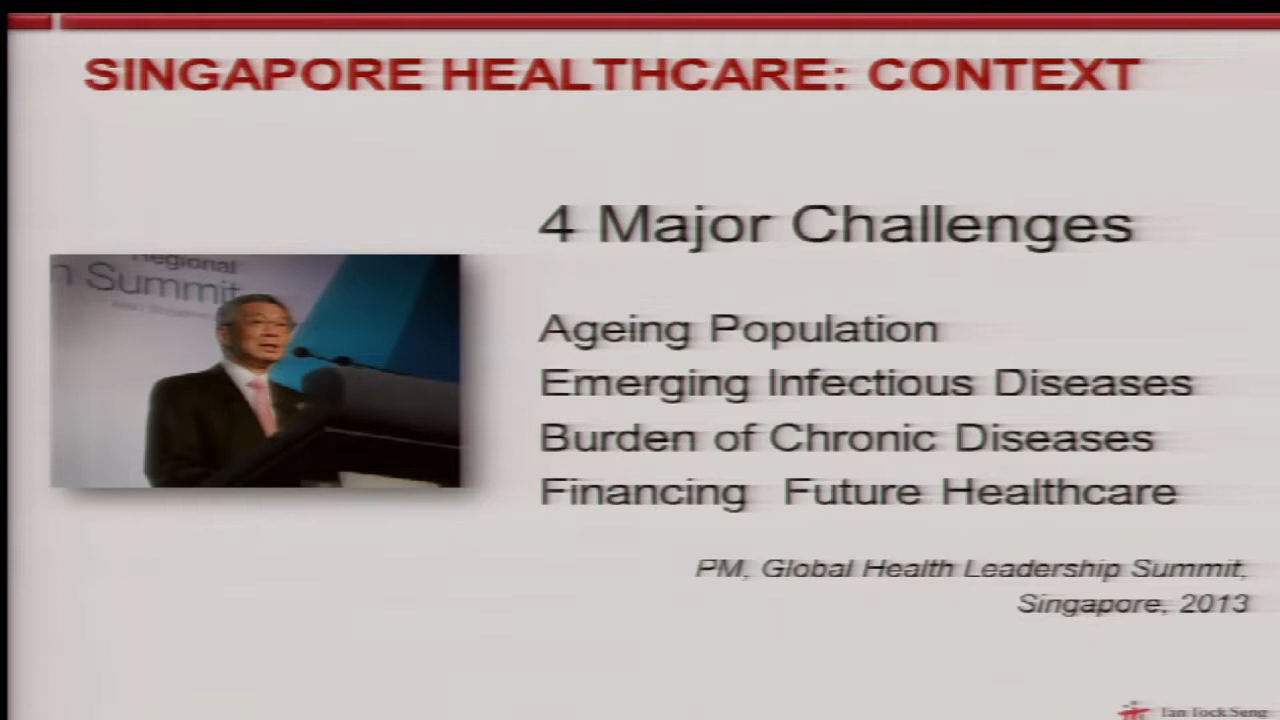 SINGAPORE HEALTHCARE: CONTEXT
4 Major Challenges
Regional
Summit
Ageing Population
Emerging Infectious Diseases
Burden of Chronic Diseases
Financing Future Healthcare
PM, Global Health Leadership Summit,
Singapore, 2013
Tan Tock Seng